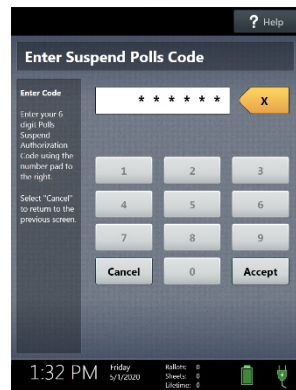 ? Help
Enter Suspend Polls Code
Enter Code
Enter your 6
digit Polls
Suspend
Authorization
Code using the
number pad to
the right.
Select "Cancel"
to return to the
previous screen.
* * * * * *
X
1 2 3
4 5 6
7 8 9
Cancel 0 Accept
1:32 PM
Friday
5/1/2020
Ballots: 0
Sheets: 0
Lifetime: 0